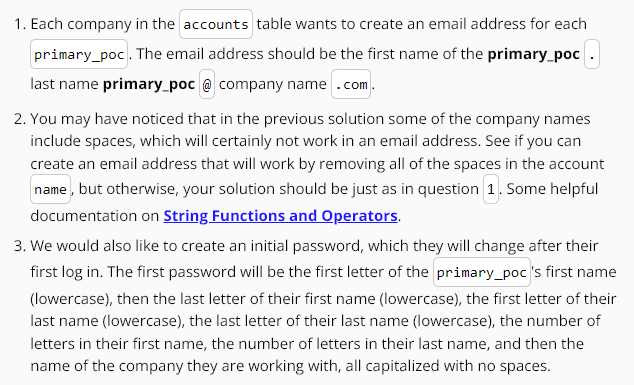 1. Each company in the accounts table wants to create an email address for each
primary_poc. The email address should be the first name of the primary_poc .
last name primary_poc @ company name .com.
2. You may have noticed that in the previous solution some of the company names
include spaces, which will certainly not work in an email address. See if you can
create an email address that will work by removing all of the spaces in the account
name, but otherwise, your solution should be just as in question 1. Some helpful
documentation on String Functions and Operators.
3. We would also like to create an initial password, which they will change after their
first log in. The first password will be the first letter of the primary_poc's first name
(lowercase), then the last letter of their first name (lowercase), the first letter of their
last name (lowercase), the last letter of their last name (lowercase), the number of
letters in their first name, the number of letters in their last name, and then the
name of the company they are working with, all capitalized with no spaces.